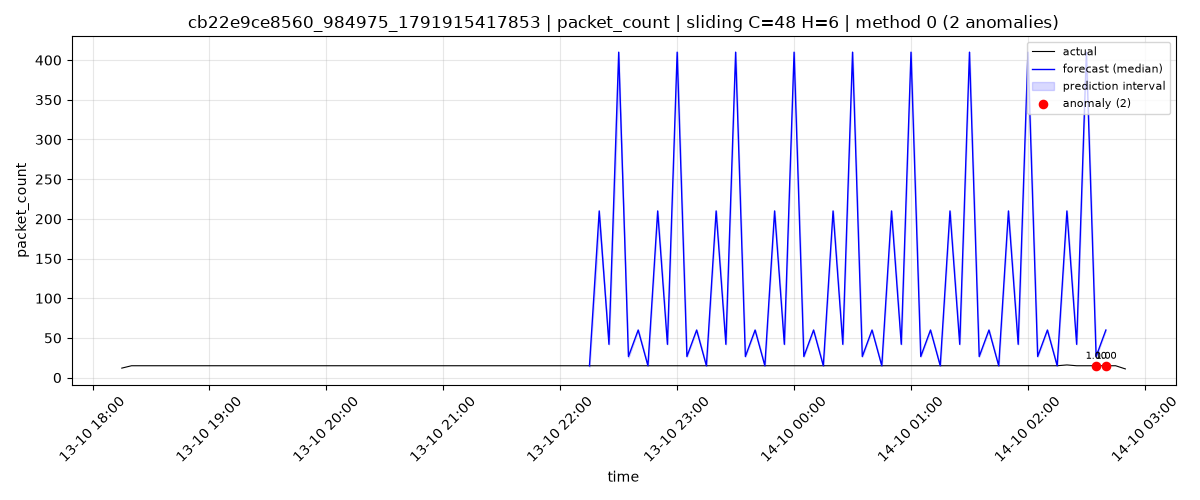 cb22e9ce8560_984975_1791915417853 | packet_count | sliding C=48 H=6 | method 0 (2 anomalies)
actual
forecast (median)
prediction interval
anomaly (2)
packet_count
400
350
300
250
200
150
100
50
0
1.00
13-10 18:00
13-10 19:00
13-10 20:00
13-10 21:00
13-10 22:00
13-10 23:00
14-10 00:00
14-10 01:00
14-10 02:00
14-10 03:00
time